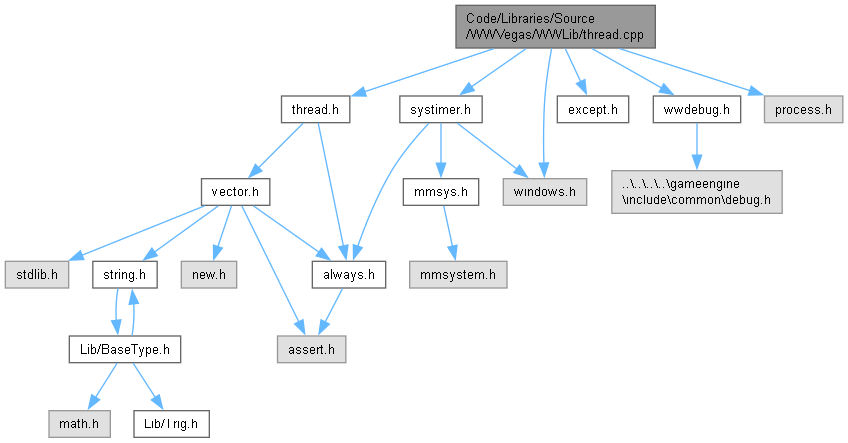 Code/Libraries/Source
/WWVegas/WWLib/thread.cpp
thread.h
systimer.h
except.h
wwdebug.h
process.h
vector.h
mmsys.h
windows.h
..\..\..\..\gameengine
\include\common\debug.h
stdlib.h
string.h
new.h
always.h
mmsystem.h
Lib/BaseType.h
assert.h
math.h
Lib/Trig.h